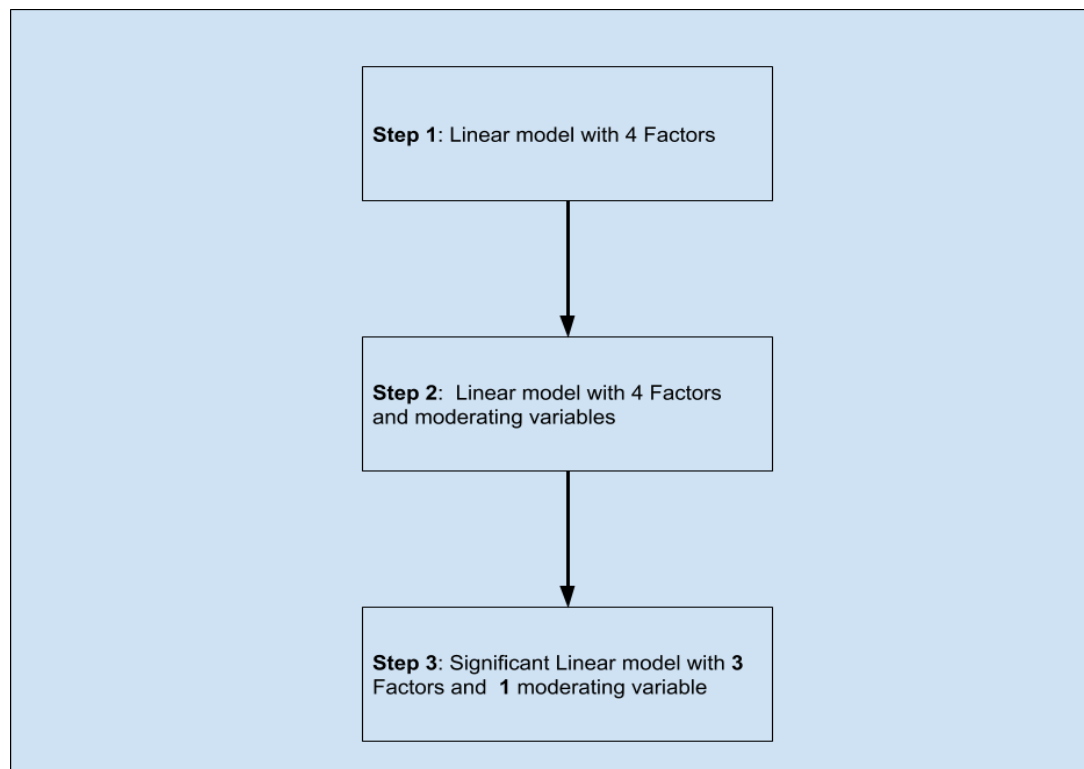 Step 1: Linear model with 4 Factors
Step 2:  Linear model with 4 Factors
and moderating variables
Step 3: Significant Linear model with 3
Factors and  1 moderating variable